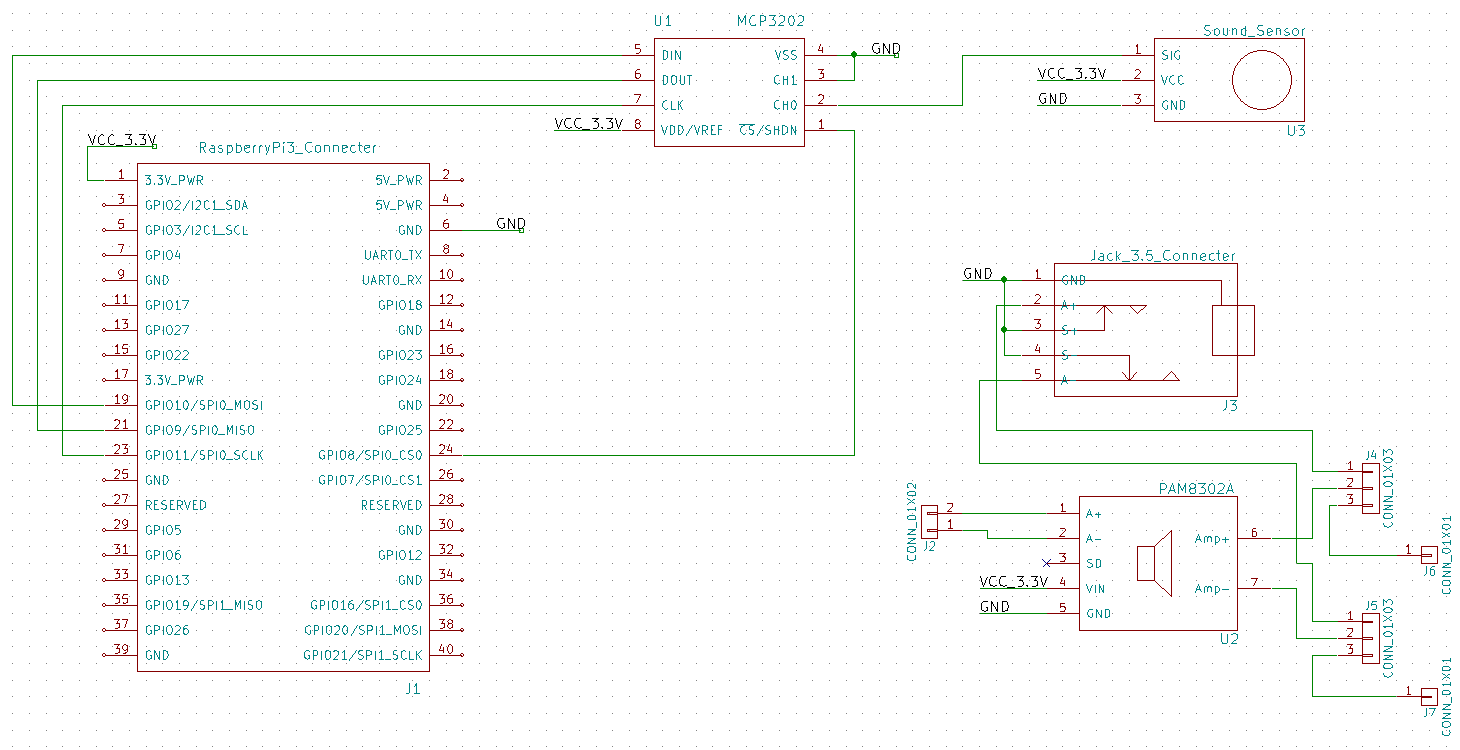 U1 MCP3202
5 DIN VSS 4 GND
6 DOUT CH1 3
7 CLK CH0 2
VCC_3.3V 8 VDD/VREF CS/SHDN 1
Sound_Sensor
1 SIG
VCC_3.3V 2 VCC
GND 3 GND
U3
VCC_3.3V
RaspberryPi3_Connecter
1 3.3V_PWR 5V_PWR 2
3 GPIO2/I2C1_SDA 5V_PWR 4
5 GPIO3/I2C1_SCL GND 6 GND
7 GPIO4 UART0_TX 8
9 GND UART0_RX 10
11 GPIO17 GPIO18 12
13 GPIO27 GND 14
15 GPIO22 GPIO23 16
17 3.3V_PWR GPIO24 18
19 GPIO10/SPI0_MOSI GND 20
21 GPIO9/SPI0_MISO GPIO25 22
23 GPIO11/SPI0_SCLK GPIO8/SPI0_CS0 24
25 GND GPIO7/SPI0_CS1 26
27 RESERVED RESERVED 28
29 GPIO5 GND 30
31 GPIO6 GPIO12 32
33 GPIO13 GND 34
35 GPIO19/SPI1_MISO GPIO16/SPI1_CS0 36
37 GPIO26 GPIO20/SPI1_MOSI 38
39 GND GPIO21/SPI1_SCLK 40
J1
Jack_3.5_Connecter
GND 1 GND
2 A+
3 S+
4 S-
5 A-
J3
J4
1
2
3
CONN_01X03
PAM8302A
CONN_01X02
2
1
J2
1 A+
2 A- Amp+ 6
3 SD
VCC_3.3V 4 VIN Amp- 7
GND 5 GND
U2
1
J6
CONN_01X01
J5
1
2
3
CONN_01X03
1
J7
CONN_01X01